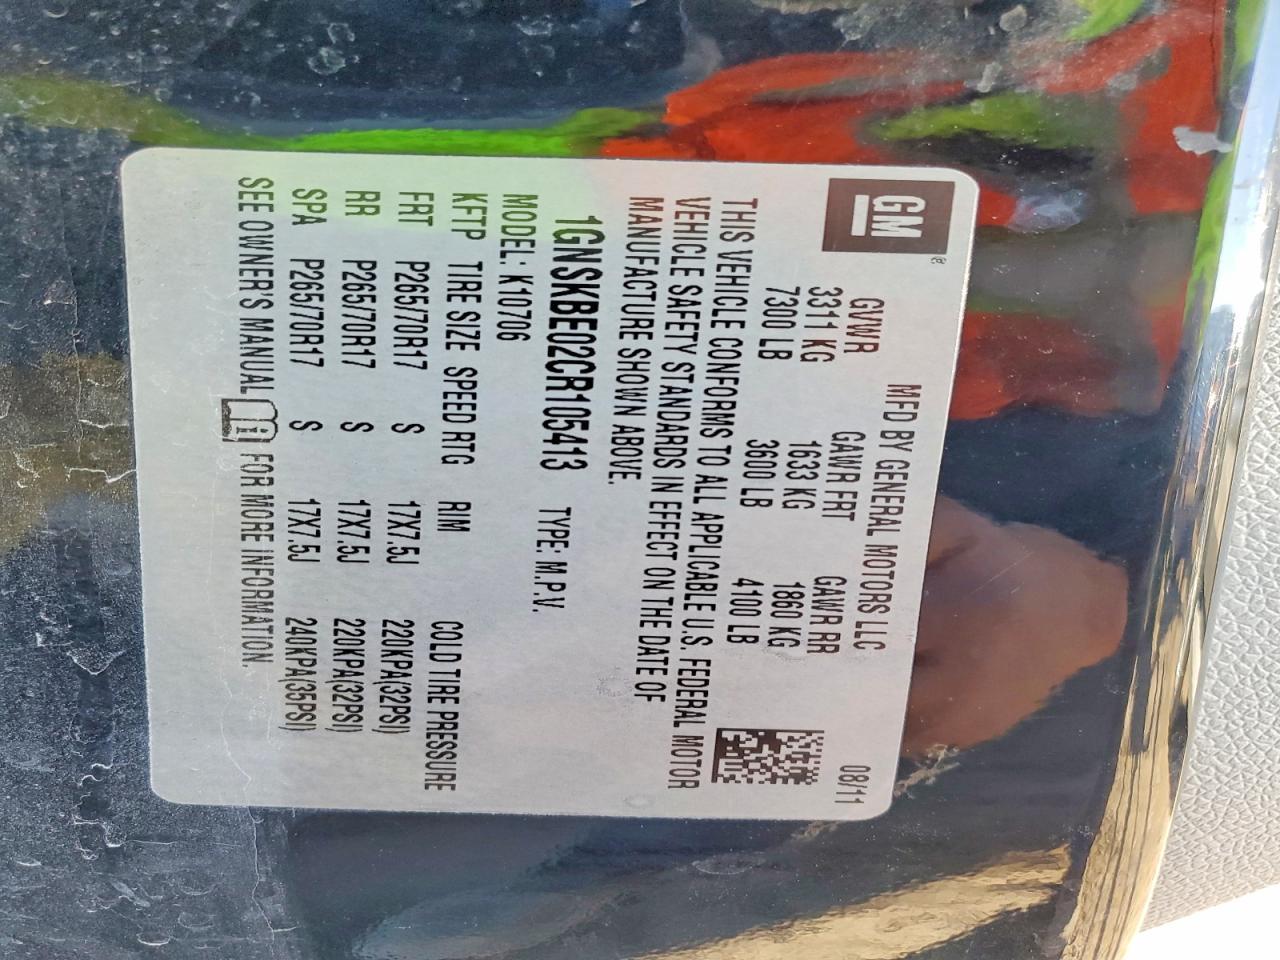 GM®
MFD BY GENERAL MOTORS LLC 08/11
GVWR GAWR FRT GAWR RR
3311 KG 1633 KG 1860 KG
7300 LB 3600 LB 4100 LB
THIS VEHICLE CONFORMS TO ALL APPLICABLE U.S. FEDERAL MOTOR
VEHICLE SAFETY STANDARDS IN EFFECT ON THE DATE OF
MANUFACTURE SHOWN ABOVE.
1GNSKBE02CR105413 TYPE: M.P.V.
MODEL: K10706
KFTP TIRE SIZE SPEED RTG RIM COLD TIRE PRESSURE
FRT P265/70R17 S 17X7.5J 220KPA(32PSI)
RR P265/70R17 S 17X7.5J 220KPA(32PSI)
SPA P265/70R17 S 17X7.5J 240KPA(35PSI)
SEE OWNER'S MANUAL FOR MORE INFORMATION.